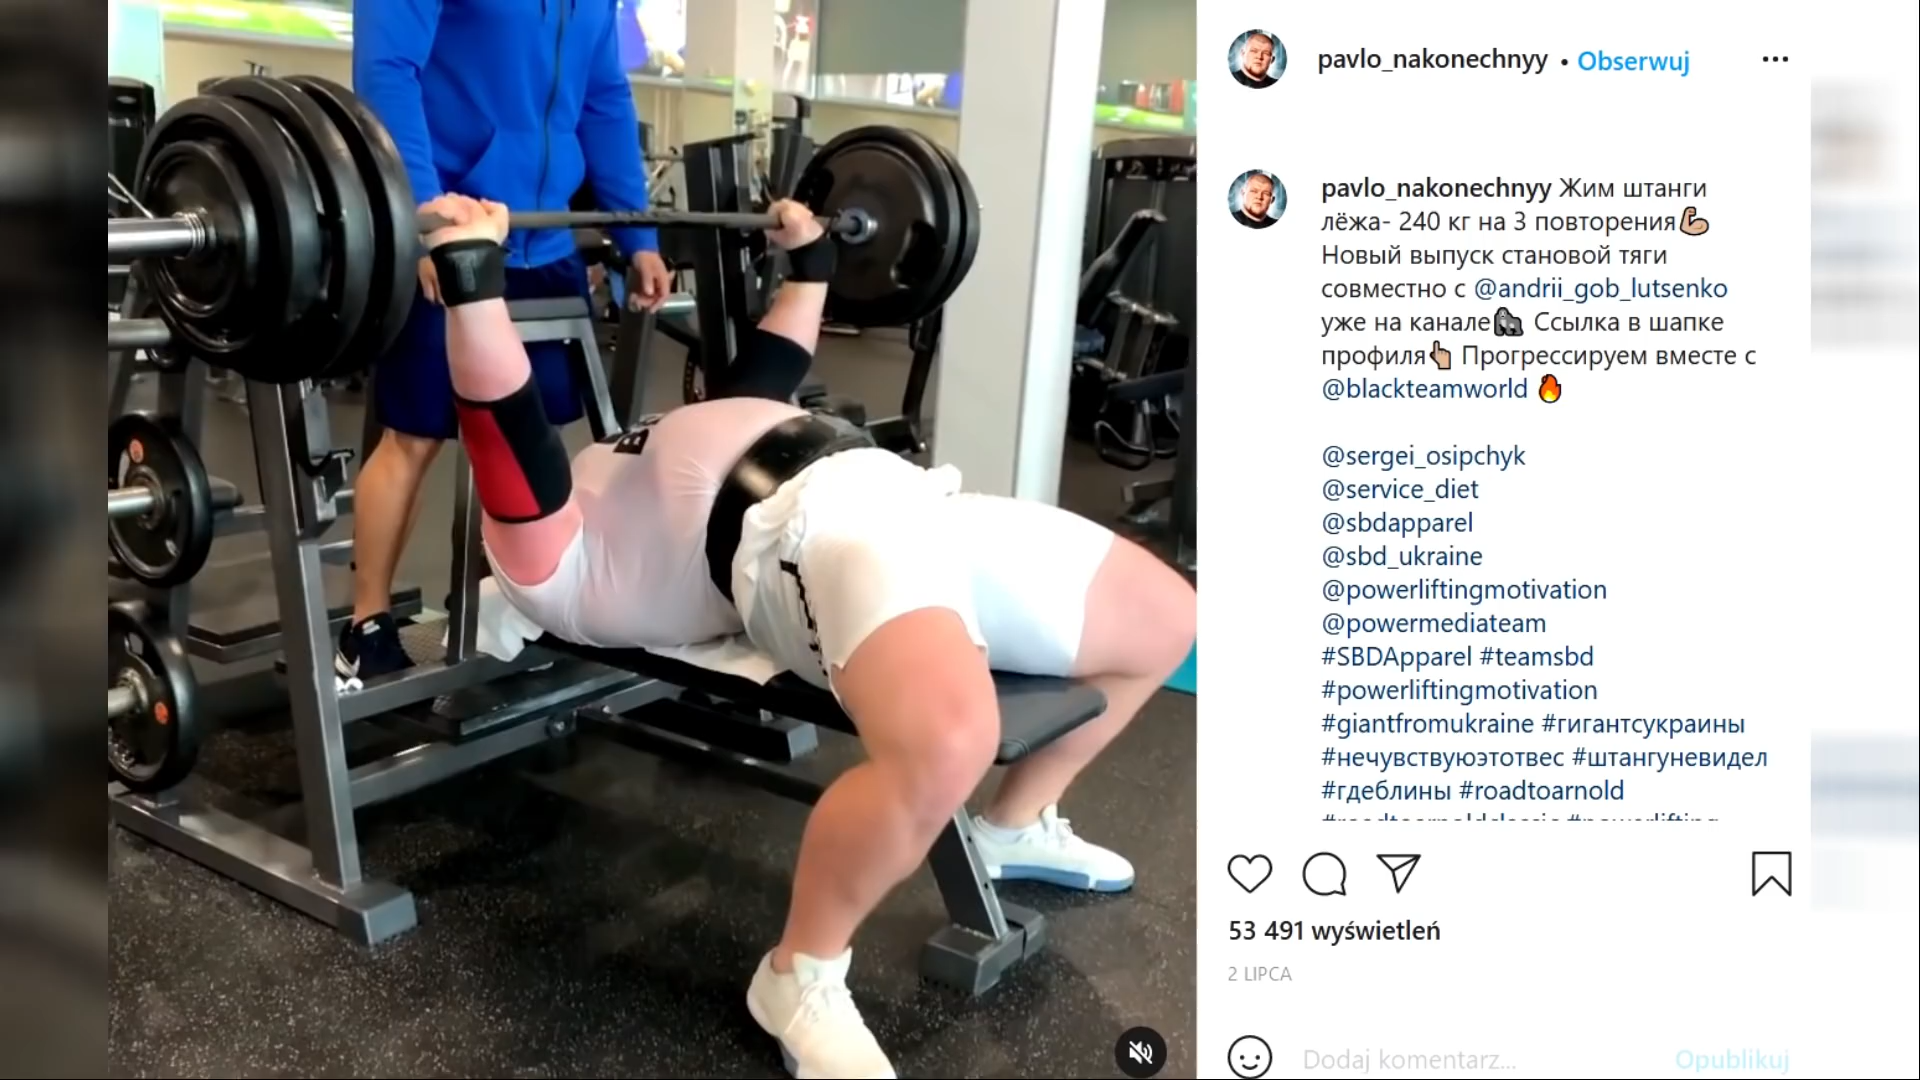 pavlo_nakonechnyy • Obserwuj
pavlo_nakonechnyy Жим штанги
лёжа- 240 кг на 3 повторения💪🏼
Новый выпуск становой тяги
совместно с @andrii_gob_lutsenko
уже на канале🦍 Ссылка в шапке
профиля👆🏼 Прогрессируем вместе с
@blackteamworld 🔥
@sergei_osipchyk
@service_diet
@sbdapparel
@sbd_ukraine
@powerliftingmotivation
@powermediateam
#SBDApparel #teamsbd
#powerliftingmotivation
#giantfromukraine #гигантсукраины
#нечувствуюэтотвес #штангуневидел
#гдеблины #roadtoarnold
53 491 wyświetleń
2 LIPCA
Dodaj komentarz... Opublikuj